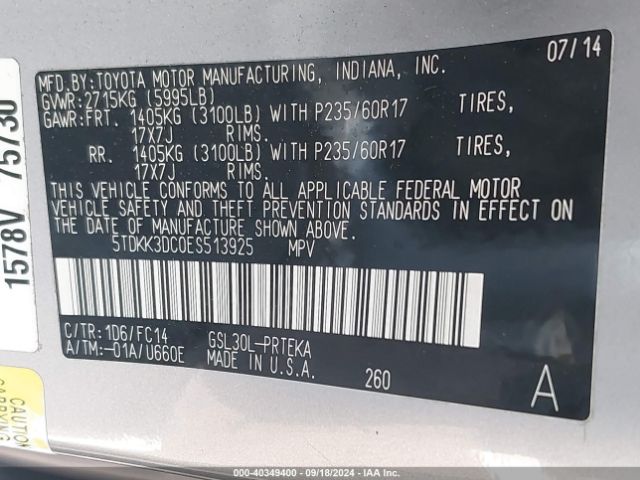 07/14
MFD.BY:TOYOTA MOTOR MANUFACTURING, INDIANA, INC.
GVWR:2715KG (5995LB)
GAWR:FRT. 1405KG (3100LB) WITH P235/60R17 TIRES,
17X7J RIMS.
RR. 1405KG (3100LB) WITH P235/60R17 TIRES,
17X7J RIMS.
THIS VEHICLE CONFORMS TO ALL APPLICABLE FEDERAL MOTOR
VEHICLE SAFETY AND THEFT PREVENTION STANDARDS IN EFFECT ON
THE DATE OF MANUFACTURE SHOWN ABOVE.
5TDKK3DC0ES513925 MPV
C/TR:1D6/FC14 GSL30L-PRTEKA
A/TM:-01A/U660E MADE IN U.S.A.
260
A
1578V 75730
CAUTION
CARRYING
000-40349400 - 09/18/2024 - IAA Inc.